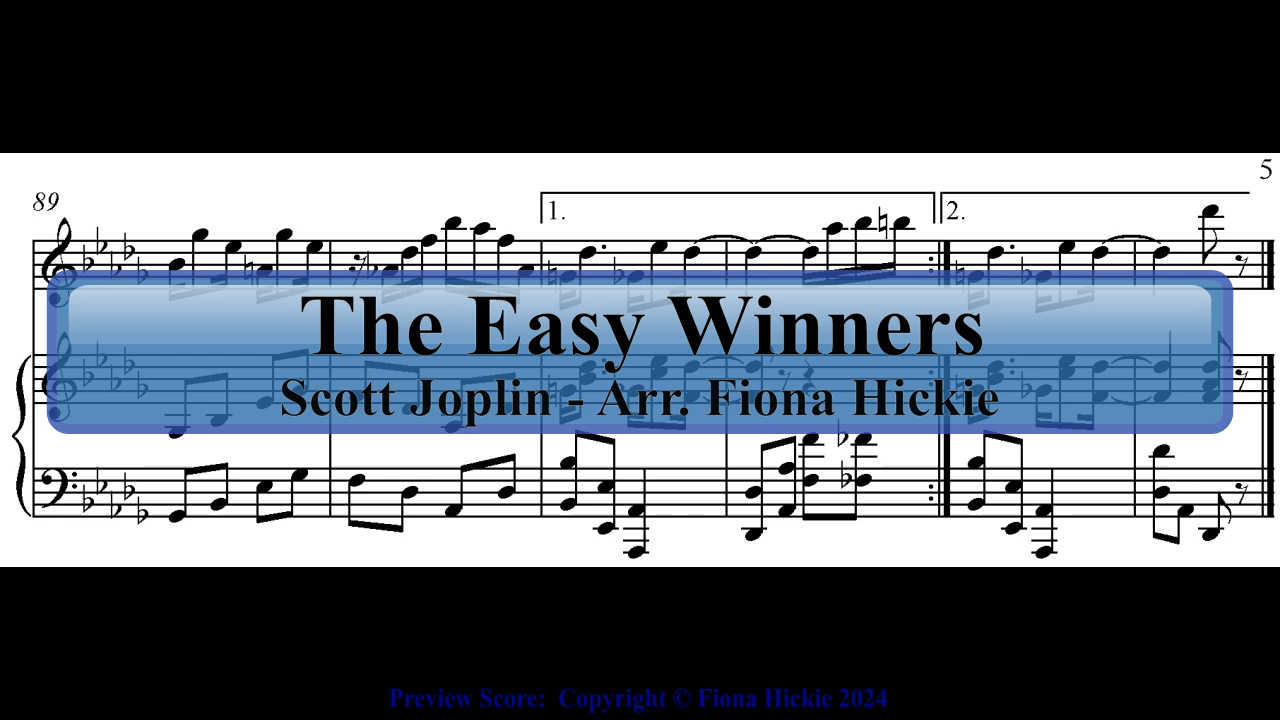 5
89
1.
2.
The Easy Winners
Scott Joplin - Arr. Fiona Hickie
Preview Score: Copyright © Fiona Hickie 2024